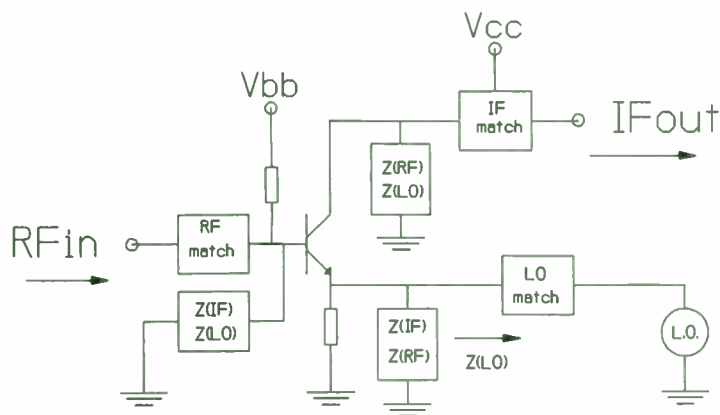 Vcc
Vbb
IF
match
IFout
Z(RF)
Z(LO)
RFin
RF
match
LO
match
Z(IF)
Z(LO)
Z(IF)
Z(RF)
Z(LO)
L.O.